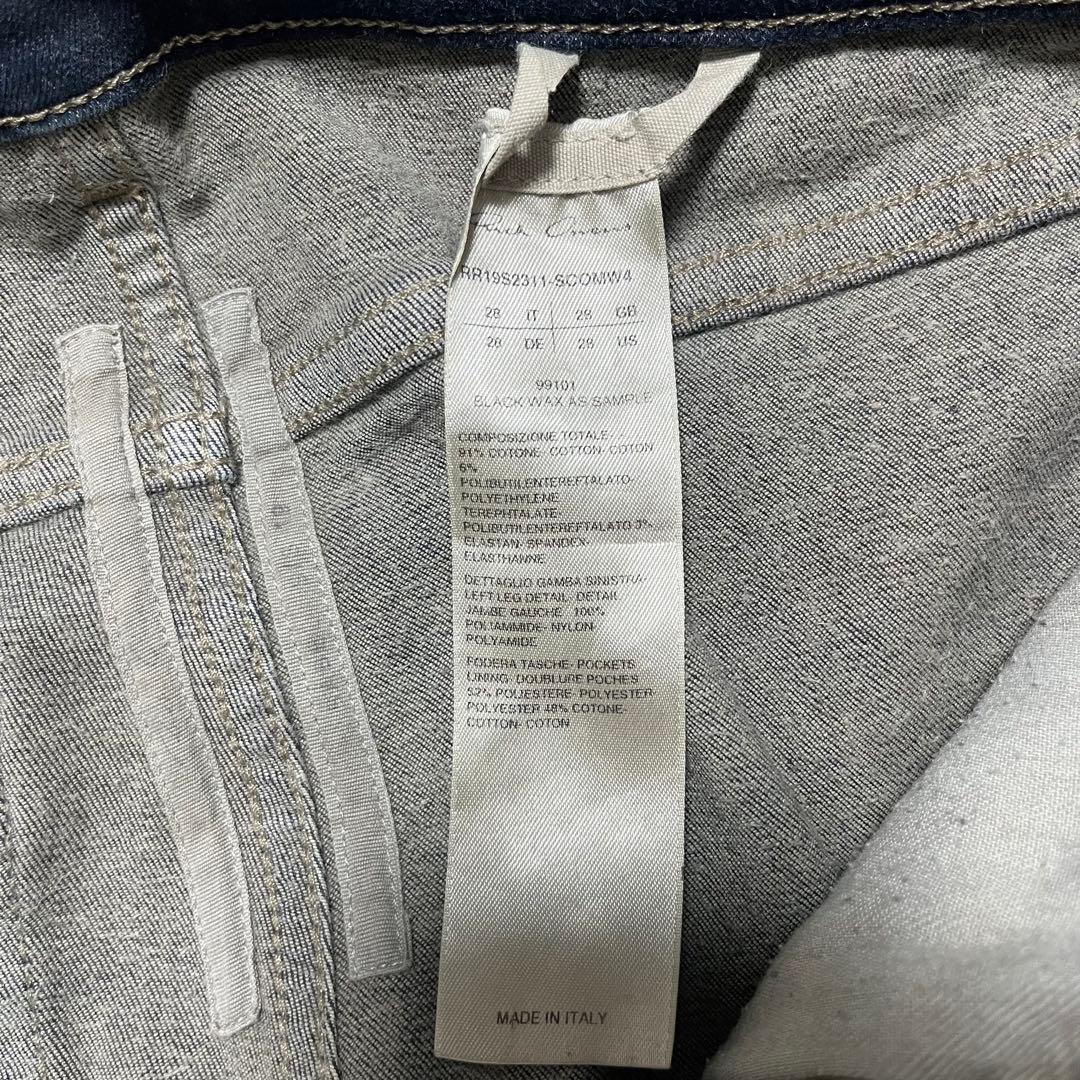 Rick Owens
RR19S2311-SCOMW4
28 IT 28 GB
28 DE 28 US
99101
BLACK WAX AS SAMPLE
COMPOSIZIONE TOTALE-
91% COTONE- COTTON-COTON
6%
POLIBUTILENTEREFTALATO-
POLYETHYLENE
TEREPHTALATE-
POLIBUTILENTEREFTALATO 3%
ELASTAN- SPANDEX-
ELASTHANNE
DETTAGLIO GAMBA SINISTRA-
LEFT LEG DETAIL- DETAIL
JAMBE GAUCHE 100%
POLIAMMIDE- NYLON-
POLYAMIDE
FODERA TASCHE- POCKETS
LINING- DOUBLURE POCHES
52% POLIESTERE- POLYESTER-
POLYESTER 48% COTONE-
COTTON- COTON
MADE IN ITALY